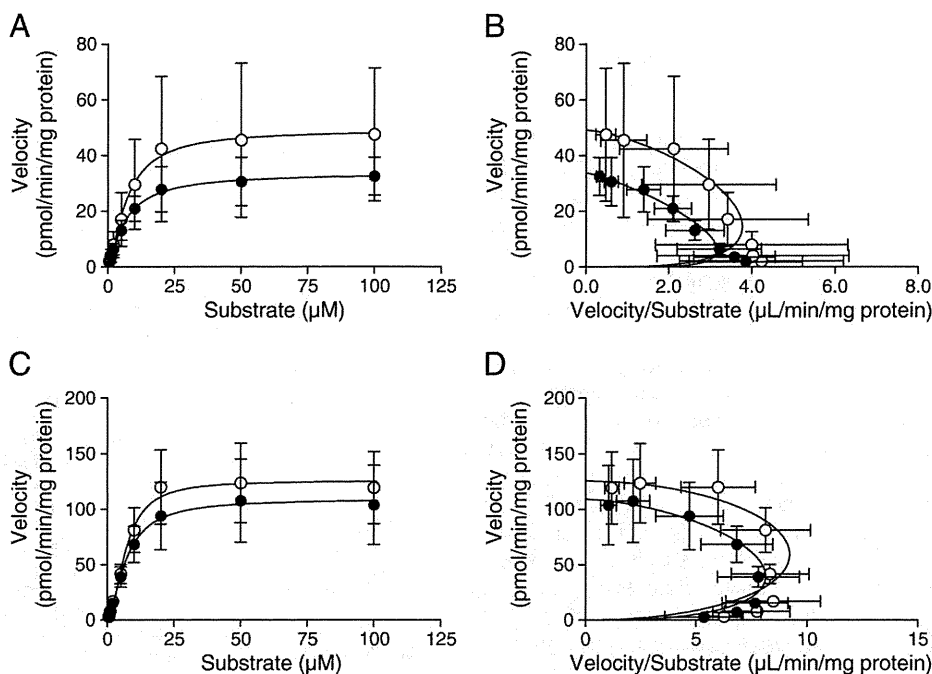 A
Velocity
(pmol/min/mg protein)
80
60
40
20
0
0
25
50
75
100
Substrate (μM)
B
Velocity
(pmol/min/mg protein)
80
60
40
20
0
0.0
2.0
4.0
6.0
8.0
Velocity/Substrate (μL/min/mg protein)
C
Velocity
(pmol/min/mg protein)
200
150
100
50
0
0
25
50
75
100
Substrate (μM)
D
Velocity
(pmol/min/mg protein)
200
150
100
50
0
0
5
10
15
Velocity/Substrate (μL/min/mg protein)